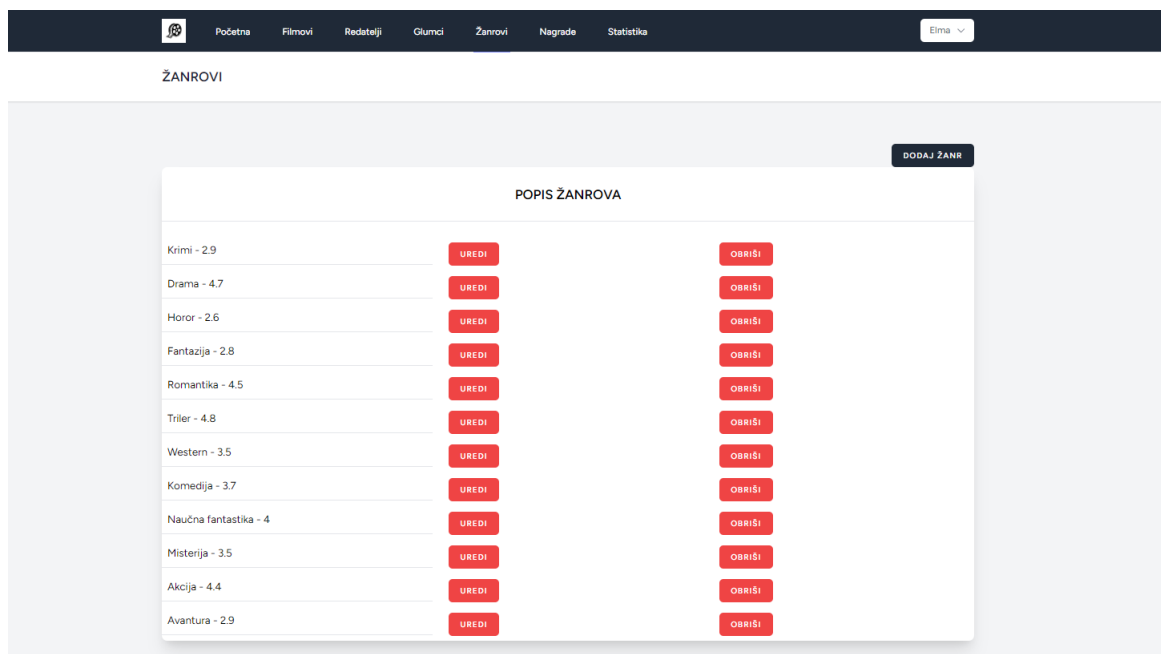 Početna Filmovi Redatelji Glumci Žanrovi Nagrade Statistika Elma
ŽANROVI
DODAJ ŽANR
POPIS ŽANROVA
Krimi - 2.9 UREDI OBRIŠI
Drama - 4.7 UREDI OBRIŠI
Horor - 2.6 UREDI OBRIŠI
Fantazija - 2.8 UREDI OBRIŠI
Romantika - 4.5 UREDI OBRIŠI
Triler - 4.8 UREDI OBRIŠI
Western - 3.5 UREDI OBRIŠI
Komedija - 3.7 UREDI OBRIŠI
Naučna fantastika - 4 UREDI OBRIŠI
Misterija - 3.5 UREDI OBRIŠI
Akcija - 4.4 UREDI OBRIŠI
Avantura - 2.9 UREDI OBRIŠI